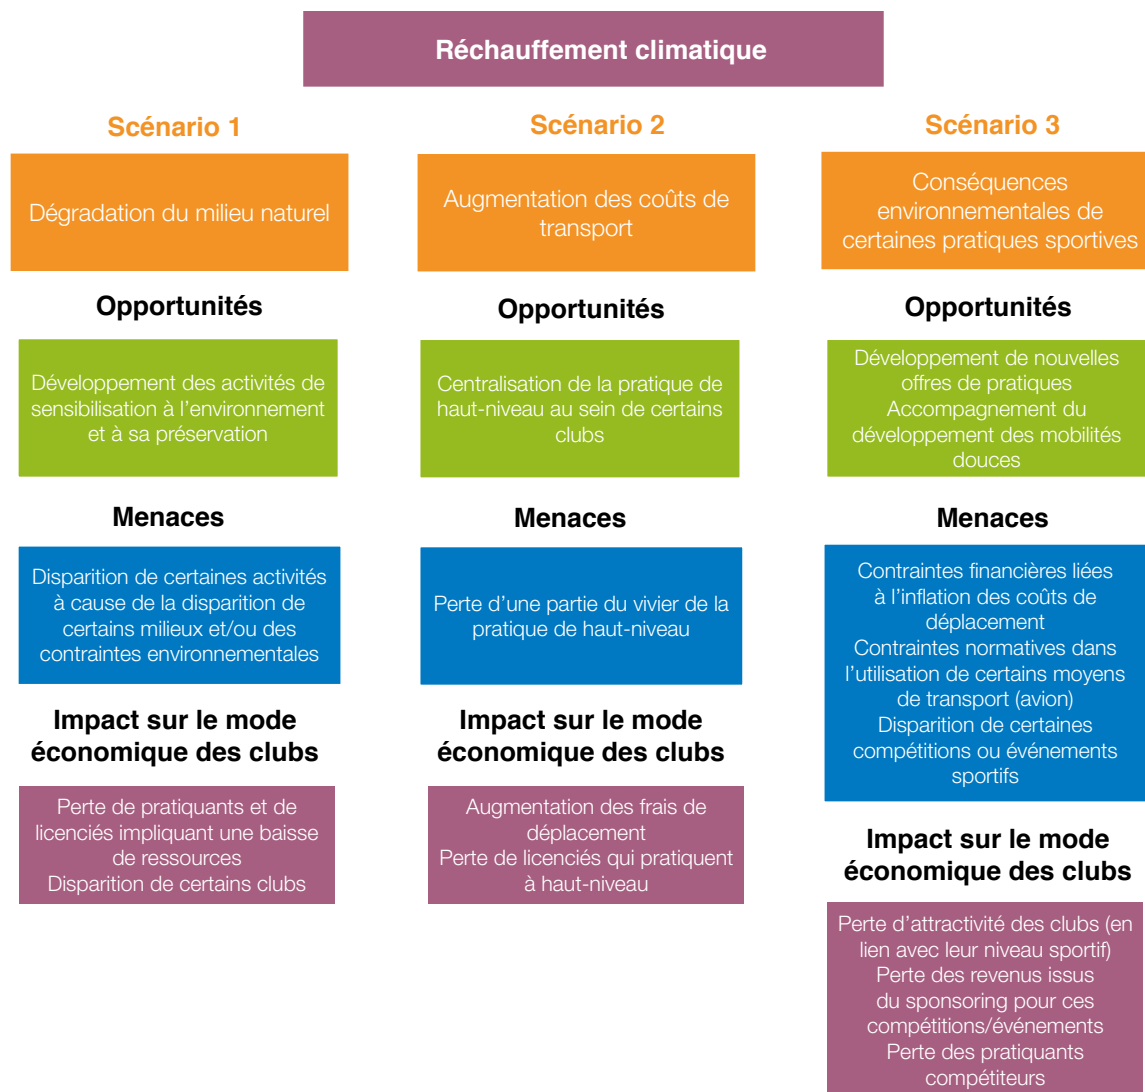 Réchauffement climatique
Scénario 1
Dégradation du milieu naturel
Opportunités
Développement des activités de
sensibilisation à l’environnement
et à sa préservation
Menaces
Disparition de certaines activités
à cause de la disparition de
certains milieux et/ou des
contraintes environnementales
Impact sur le mode
économique des clubs
Perte de pratiquants et de
licenciés impliquant une baisse
de ressources
Disparition de certains clubs
Scénario 2
Augmentation des coûts de
transport
Opportunités
Centralisation de la pratique de
haut-niveau au sein de certains
clubs
Menaces
Perte d’une partie du vivier de la
pratique de haut-niveau
Impact sur le mode
économique des clubs
Augmentation des frais de
déplacement
Perte de licenciés qui pratiquent
à haut-niveau
Scénario 3
Conséquences
environnementales de
certaines pratiques sportives
Opportunités
Développement de nouvelles
offres de pratiques
Accompagnement du
développement des mobilités
douces
Menaces
Contraintes financières liées
à l’inflation des coûts de
déplacement
Contraintes normatives dans
l’utilisation de certains moyens
de transport (avion)
Disparition de certaines
compétitions ou événements
sportifs
Impact sur le mode
économique des clubs
Perte d’attractivité des clubs (en
lien avec leur niveau sportif)
Perte des revenus issus
du sponsoring pour ces
compétitions/événements
Perte des pratiquants
compétiteurs